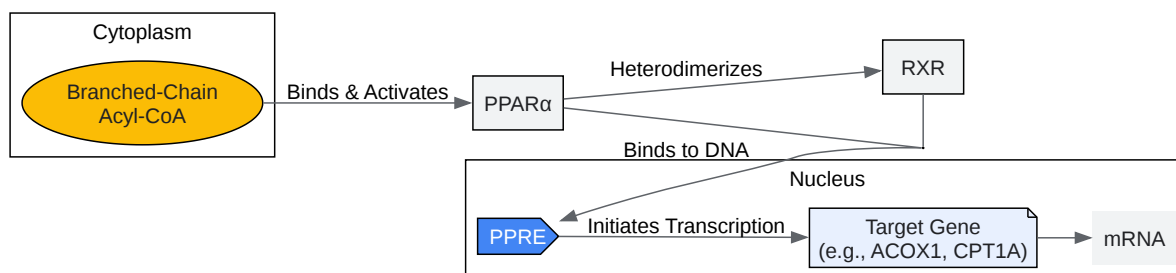 Cytoplasm
Branched-Chain
Acyl-CoA
Binds & Activates
PPARα
Heterodimerizes
RXR
Binds to DNA
Nucleus
PPRE
Initiates Transcription
Target Gene
(e.g., ACOX1, CPT1A)
mRNA